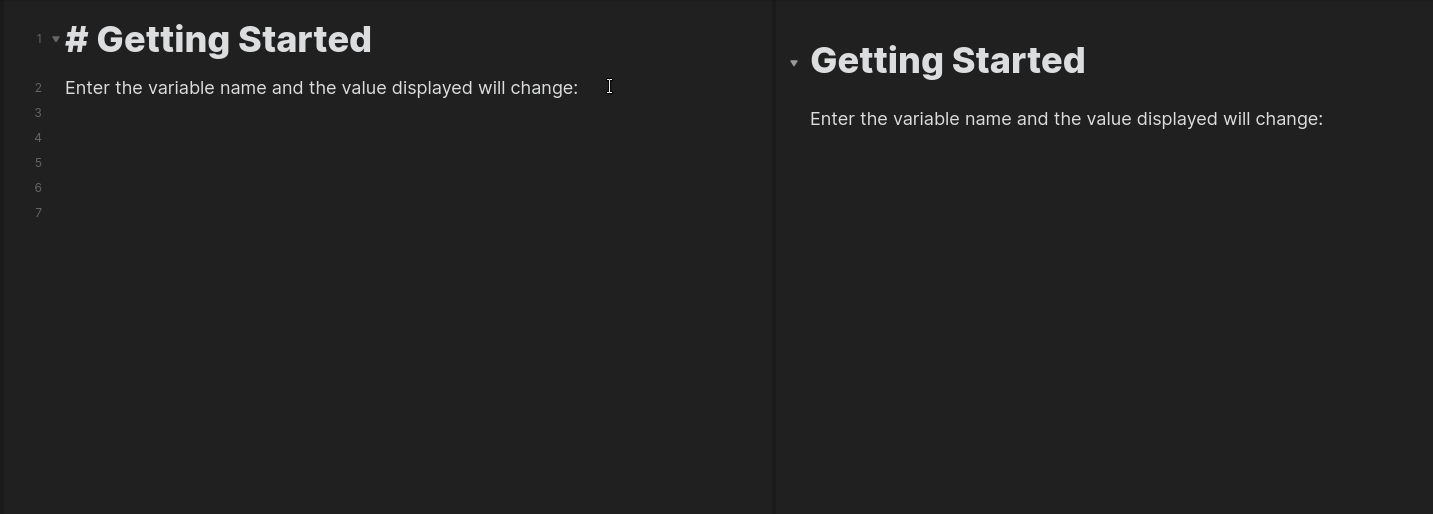 1 # Getting Started
2 Enter the variable name and the value displayed will change:
3
4
5
6
7
Getting Started
Enter the variable name and the value displayed will change: